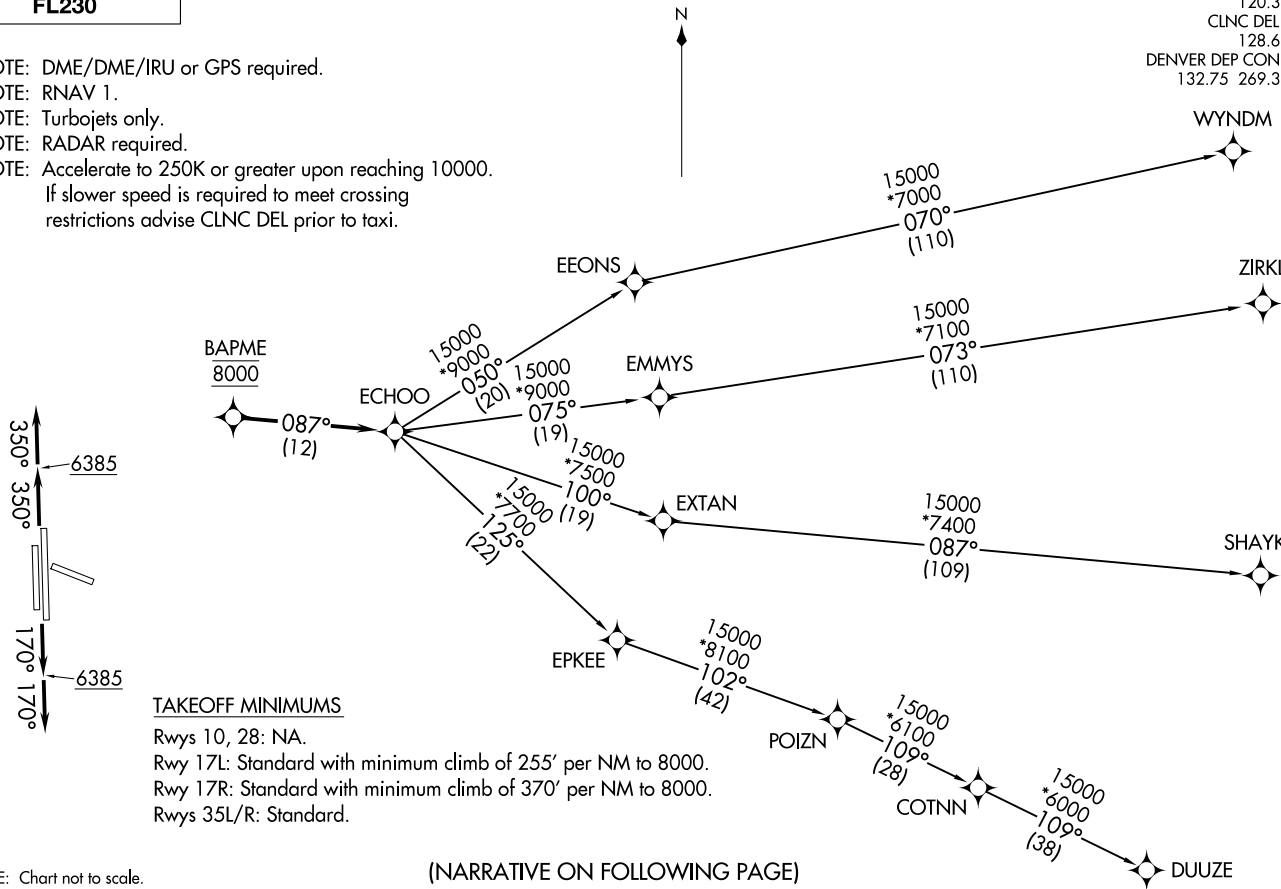 FL230
120.3
CLNC DEL
128.6
DENVER DEP CON
132.75 269.3
N
OTE: DME/DME/IRU or GPS required.
OTE: RNAV 1.
OTE: Turbojets only.
OTE: RADAR required.
OTE: Accelerate to 250K or greater upon reaching 10000.
If slower speed is required to meet crossing
restrictions advise CLNC DEL prior to taxi.
WYNDM
15000
*7000
070°
(110)
EEONS
ZIRKI
15000
*7100
073°
(110)
15000
*9000
050°
(20)
15000
*9000
075°
(19)
EMMYS
BAPME
8000
ECHOO
087°
(12)
15000
*7500
100°
(19)
EXTAN
15000
*7400
087°
(109)
SHAYK
15000
*7700
125°
(22)
350°
6385
350°
170°
6385
170°
EPKEE
15000
*8100
102°
(42)
POIZN
15000
*6100
109°
(28)
COTNN
15000
*6000
109°
(38)
DUUZE
TAKEOFF MINIMUMS
Rwys 10, 28: NA.
Rwy 17L: Standard with minimum climb of 255' per NM to 8000.
Rwy 17R: Standard with minimum climb of 370' per NM to 8000.
Rwys 35L/R: Standard.
E: Chart not to scale.
(NARRATIVE ON FOLLOWING PAGE)